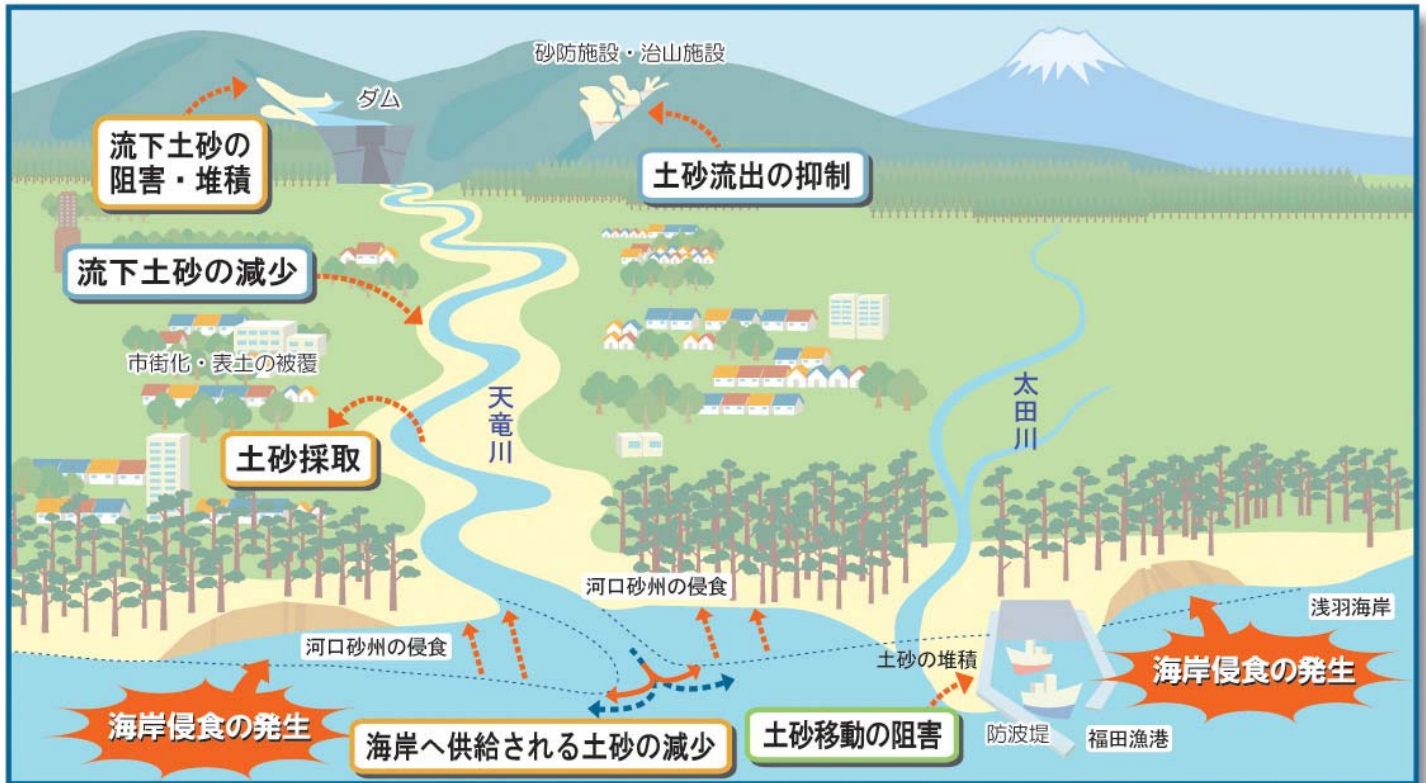 砂防施設・治山施設
ダム
流下土砂の
阻害・堆積
土砂流出の抑制
流下土砂の減少
市街化・表土の被覆
天竜川
太田川
土砂採取
河口砂州の侵食
浅羽海岸
河口砂州の侵食
土砂の堆積
海岸侵食の発生
海岸侵食の発生
海岸へ供給される土砂の減少
土砂移動の阻害
防波堤
福田漁港